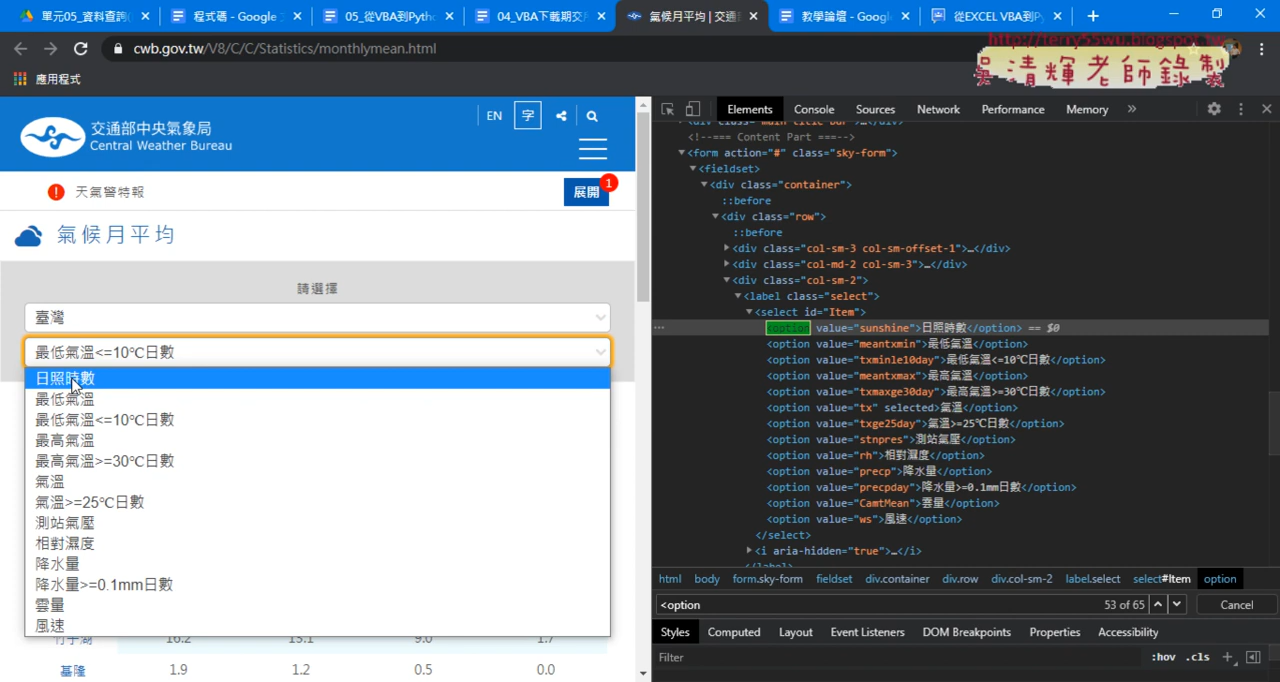 單元05_資料查詢(
程式碼 - Google
05_從VBA到Pyth
04_VBA下載期交
氣候月平均 | 交通
教學論壇 - Goog
從EXCEL VBA到P
cwb.gov.tw/V8/C/C/Statistics/monthlymean.html
http://terry55wu.blogspot.tw
吳清輝老師錄製
應用程式
交通部中央氣象局
Central Weather Bureau
EN
字
天氣警特報
展開
1
氣候月平均
請選擇
臺灣
最低氣溫<=10℃日數
日照時數
最低氣溫
最低氣溫<=10℃日數
最高氣溫
最高氣溫>=30℃日數
氣溫
氣溫>=25℃日數
測站氣壓
相對濕度
降水量
降水量>=0.1mm日數
雲量
風速
竹子湖 16.2 13.1 9.0 1.7
基隆 1.9 1.2 0.5 0.0
Elements Console Sources Network Performance Memory »
<!--=== Content Part ===-->
<form action="#" class="sky-form">
<fieldset>
<div class="container">
::before
<div class="row">
::before
<div class="col-sm-3 col-sm-offset-1">…</div>
<div class="col-md-2 col-sm-3">…</div>
<div class="col-sm-2">
<label class="select">
<select id="Item">
<option value="sunshine">日照時數</option> == $0
<option value="meantxmin">最低氣溫</option>
<option value="txminle10day">最低氣溫<=10℃日數</option>
<option value="meantxmax">最高氣溫</option>
<option value="txmaxge30day">最高氣溫>=30℃日數</option>
<option value="tx" selected>氣溫</option>
<option value="txge25day">氣溫>=25℃日數</option>
<option value="stnpres">測站氣壓</option>
<option value="rh">相對濕度</option>
<option value="precp">降水量</option>
<option value="precpday">降水量>=0.1mm日數</option>
<option value="CamtMean">雲量</option>
<option value="ws">風速</option>
</select>
<i aria-hidden="true">…</i>
</label>
html body form.sky-form fieldset div.container div.row div.col-sm-2 label.select select#Item option
<option 53 of 65 Cancel
Styles Computed Layout Event Listeners DOM Breakpoints Properties Accessibility
Filter :hov .cls +